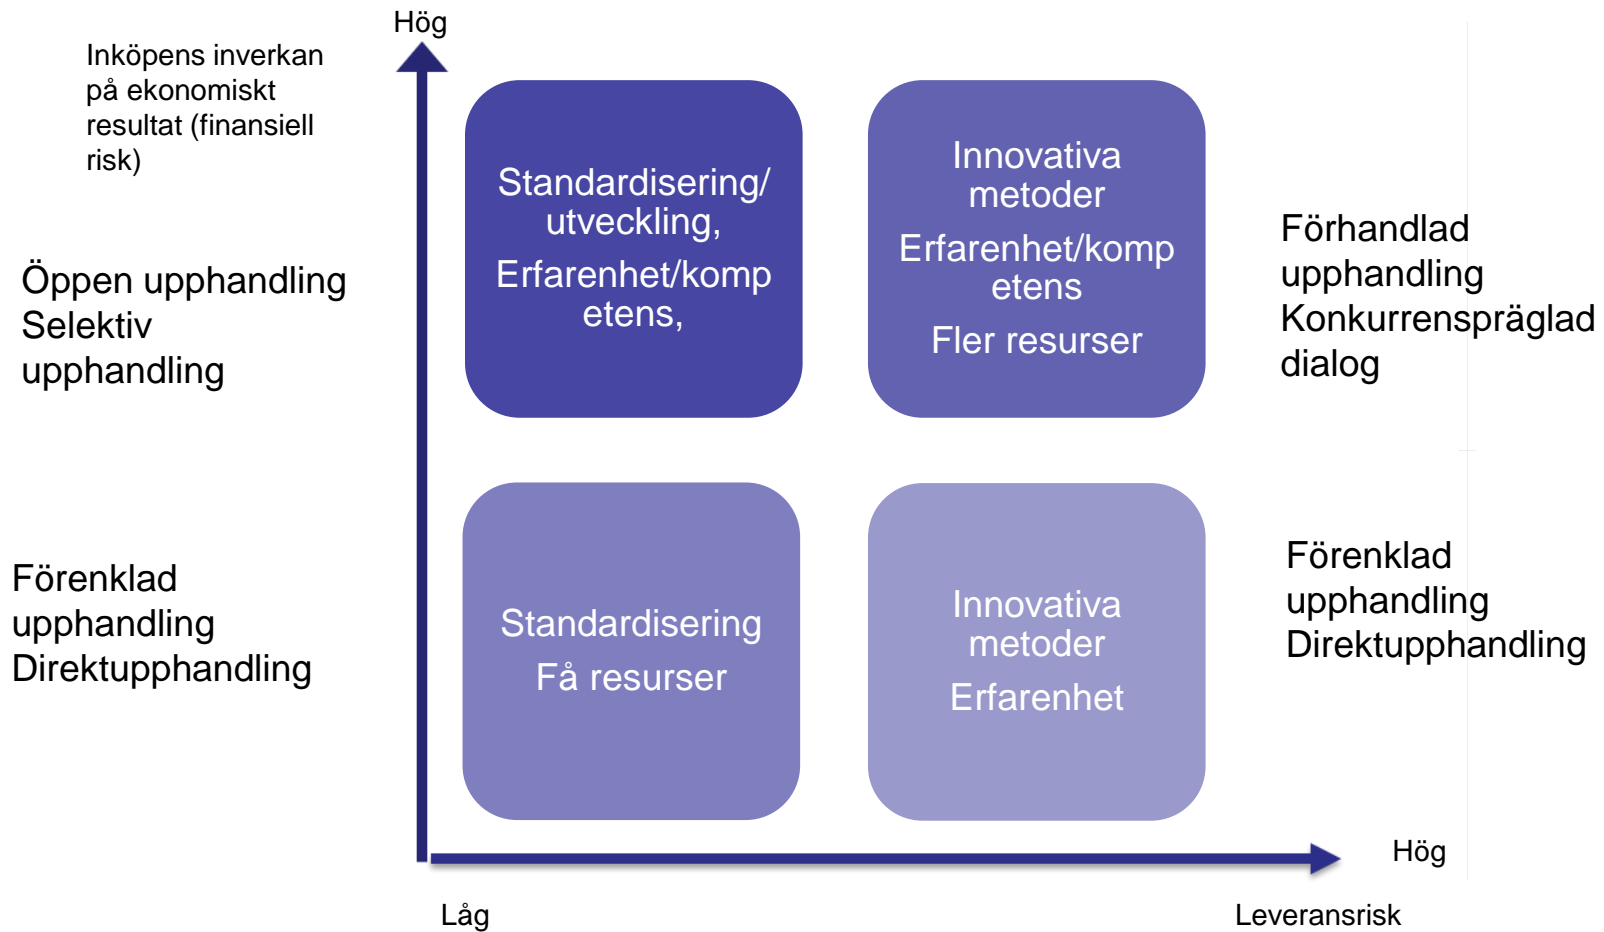 Hög
Inköpens inverkan
på ekonomiskt
resultat (finansiell
risk)
Öppen upphandling
Selektiv
upphandling
Standardisering/
utveckling,
Erfarenhet/komp
etens,
Innovativa
metoder
Erfarenhet/komp
etens
Fler resurser
Förhandlad
upphandling
Konkurrenspräglad
dialog
Förenklad
upphandling
Direktupphandling
Standardisering
Få resurser
Innovativa
metoder
Erfarenhet
Förenklad
upphandling
Direktupphandling
Hög
Låg
Leveransrisk